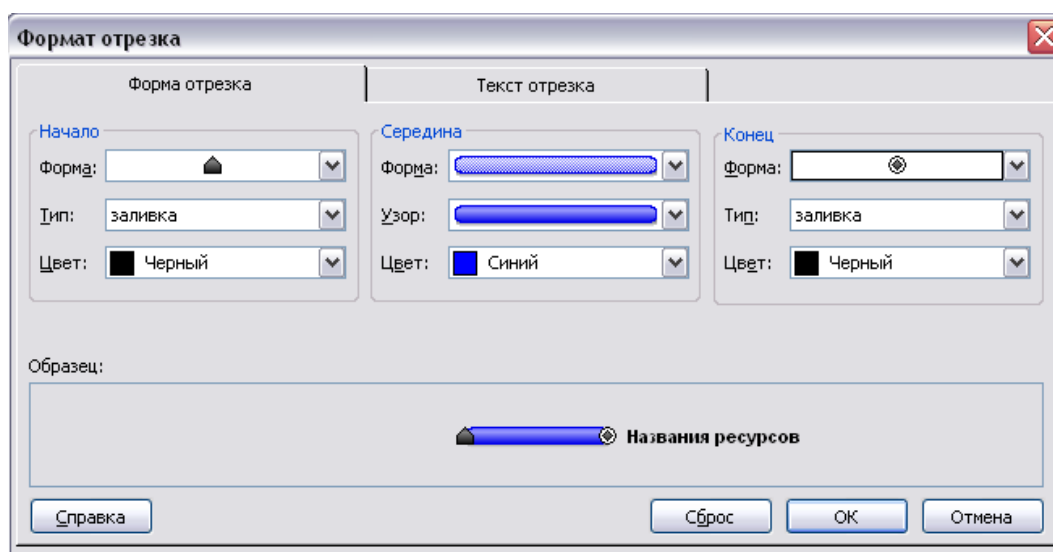 Формат отрезка
Форма отрезка
Текст отрезка
Начало
Форма:
Тип: заливка
Цвет: Черный
Середина
Форма:
Узор:
Цвет: Синий
Конец
Форма:
Тип: заливка
Цвет: Черный
Образец:
Названия ресурсов
Справка
Сброс
ОК
Отмена